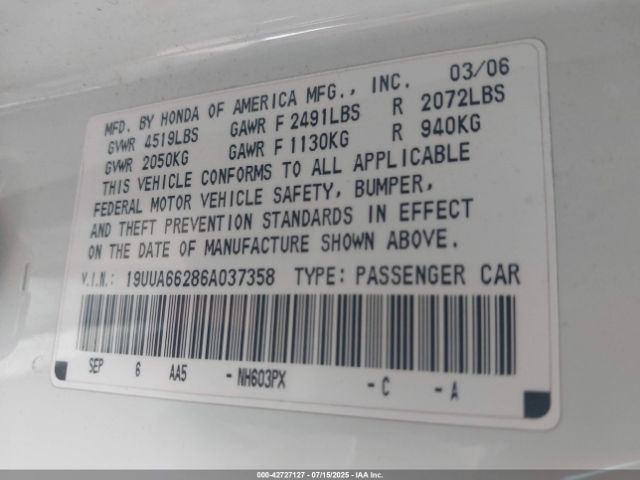 MFD. BY HONDA OF AMERICA MFG., INC. 03/06
GVWR 4519LBS GAWR F 2491LBS R 2072LBS
GVWR 2050KG GAWR F 1130KG R 940KG
THIS VEHICLE CONFORMS TO ALL APPLICABLE
FEDERAL MOTOR VEHICLE SAFETY, BUMPER,
AND THEFT PREVENTION STANDARDS IN EFFECT
ON THE DATE OF MANUFACTURE SHOWN ABOVE.
V.I.N.: 19UUA66286A037358 TYPE: PASSENGER CAR
SEP 6 AA5 - NH603PX - C - A
000-42727127 - 07/15/2025 - IAA Inc.